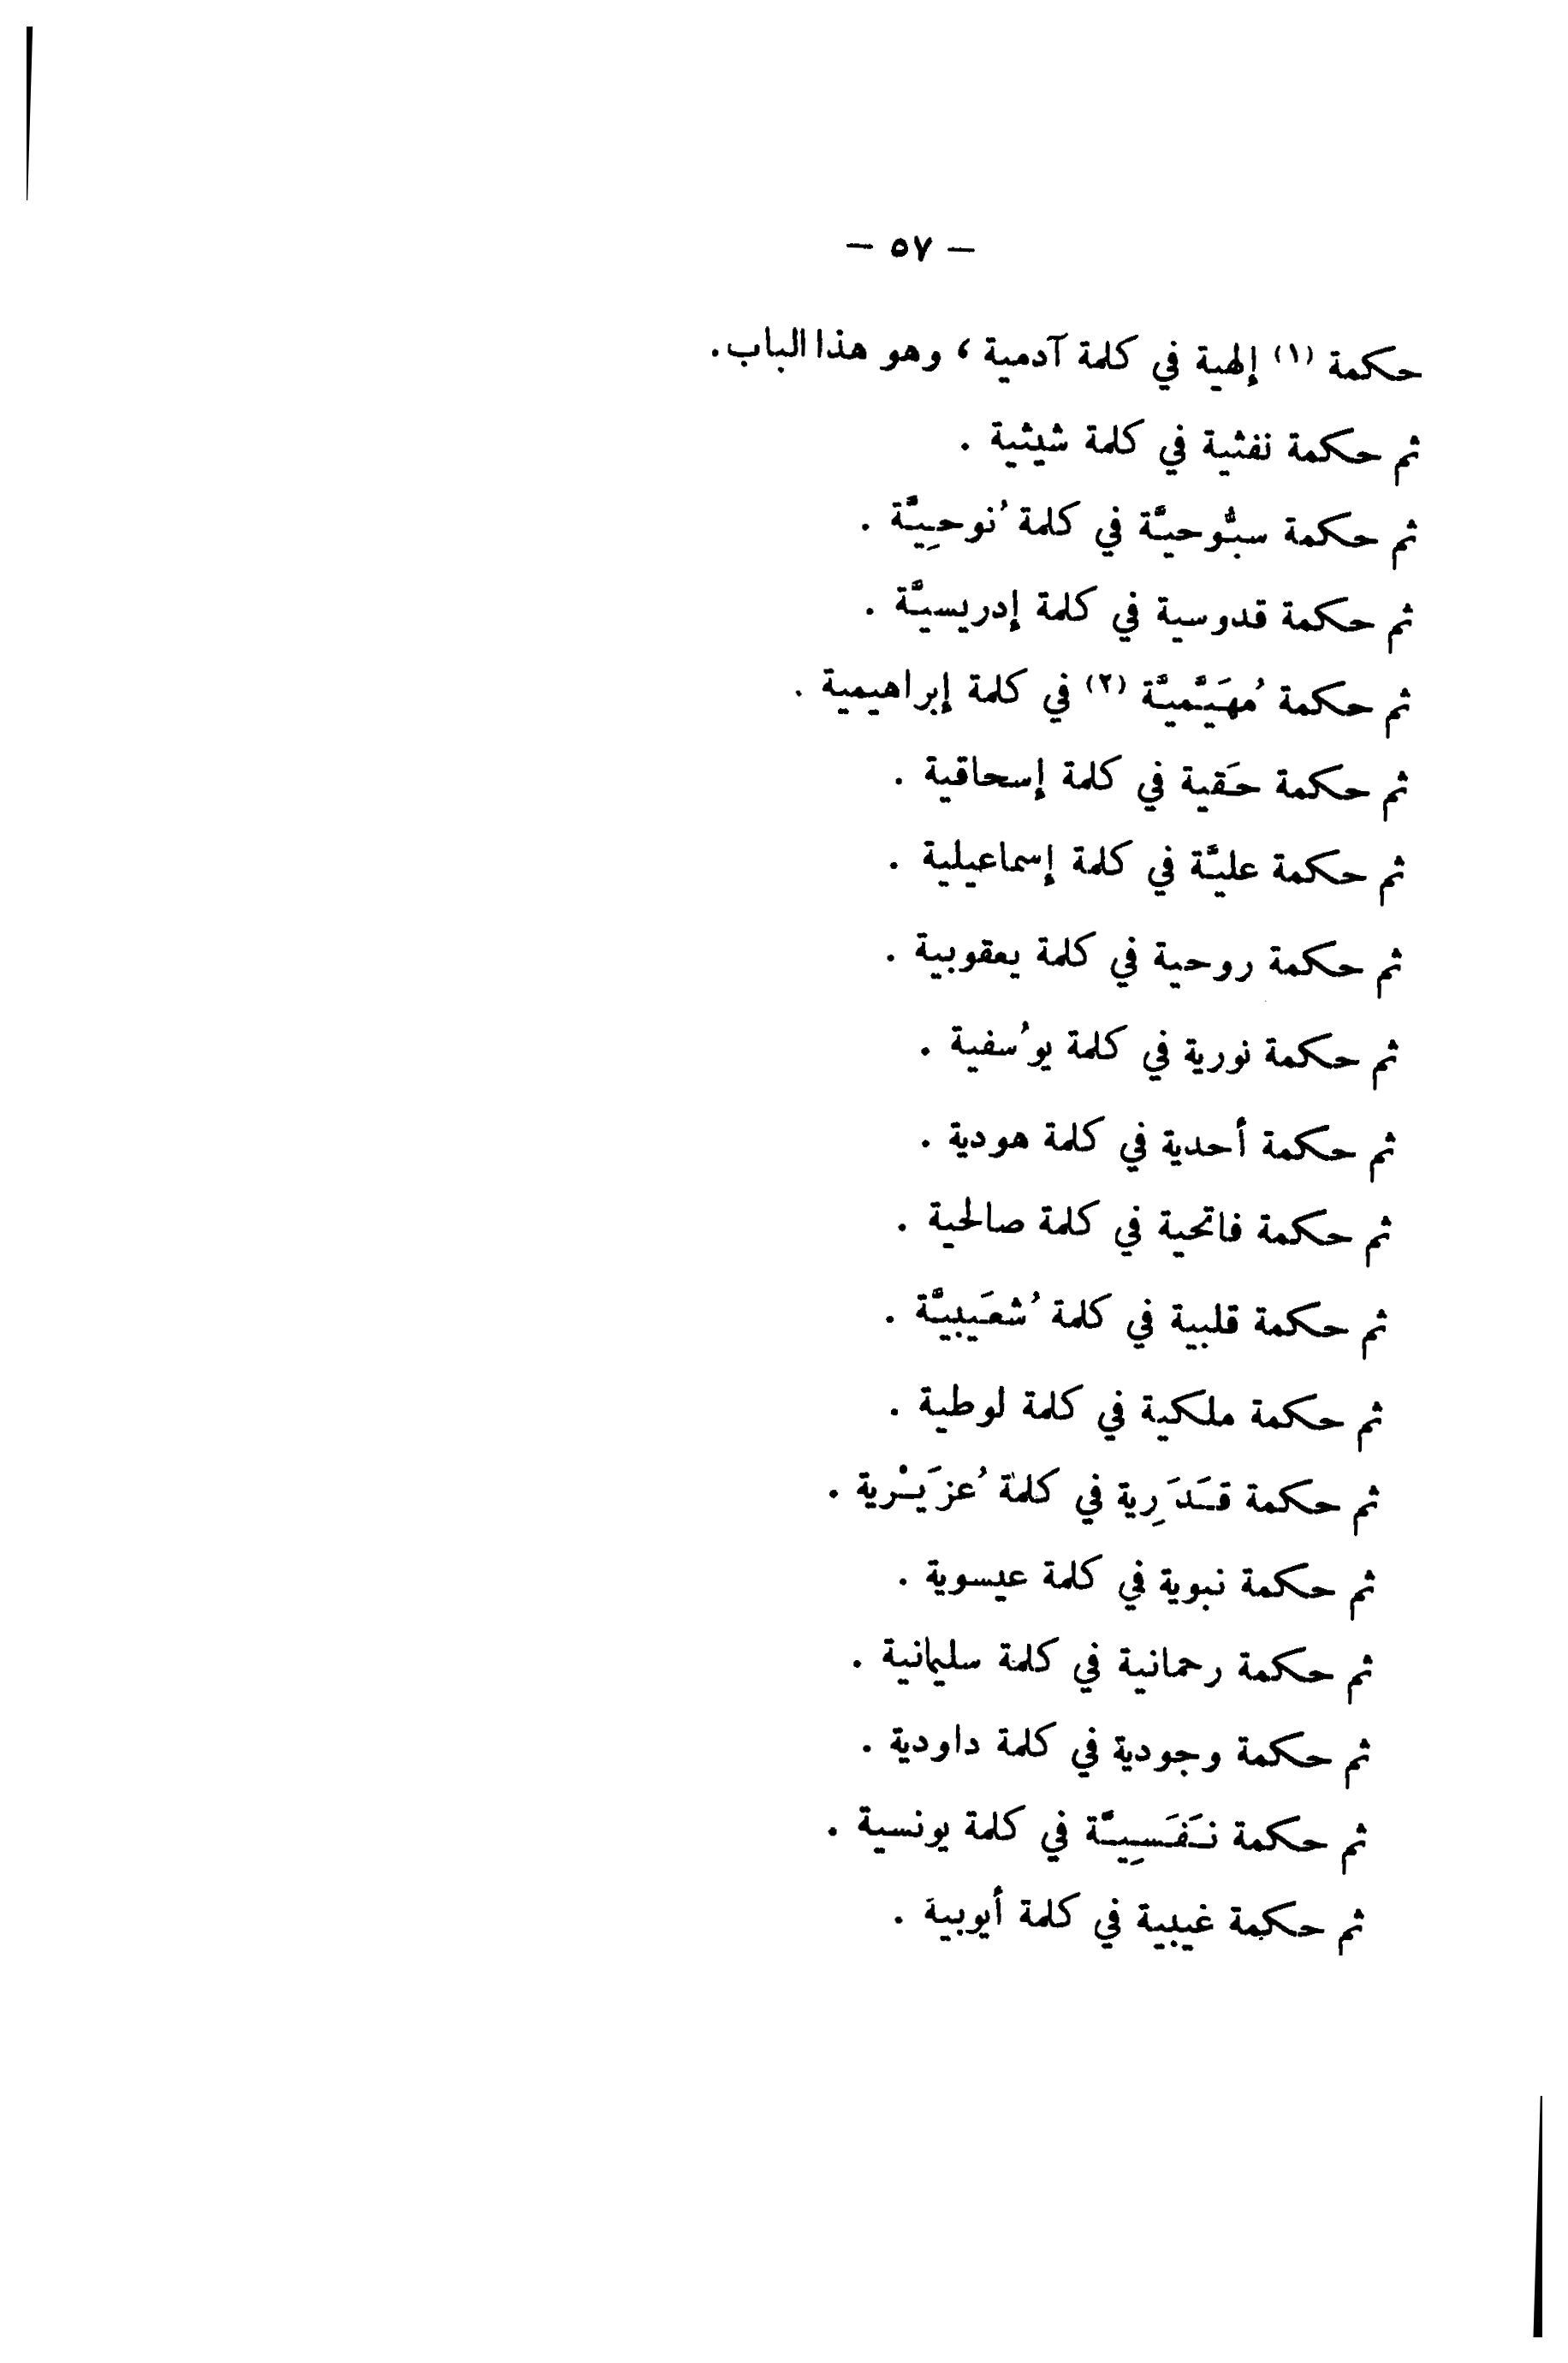 — ٥٧ —
حكمة (١) إلهية في كلمة آدمية ، وهو هذا الباب.
ثم حكمة نفثية في كلمة شيثية .
ثم حكمة سبُّوحيَّة في كلمة نُوحِيَّة .
ثم حكمة قدوسية في كلمة إدريسيَّة .
ثم حكمة مُهَيَّميَّة (٢) في كلمة إبراهيمية .
ثم حكمة حَقية في كلمة إسحاقية .
ثم حكمة عليَّة في كلمة إسماعيلية .
ثم حكمة روحية في كلمة يعقوبية .
ثم حكمة نورية في كلمة يوسُفية .
ثم حكمة أحدية في كلمة هودية .
ثم حكمة فاتحية في كلمة صالحية .
ثم حكمة قلبية في كلمة شُعَيبيَّة .
ثم حكمة ملكية في كلمة لوطية .
ثم حكمة قَدَرِية في كلمة عُزَيْرية .
ثم حكمة نبوية في كلمة عيسوية .
ثم حكمة رحمانية في كلمة سليمانية .
ثم حكمة وجودية في كلمة داودية .
ثم حكمة نَفَسِيَّة في كلمة يونسية .
ثم حكمة غيبية في كلمة أيوبية .